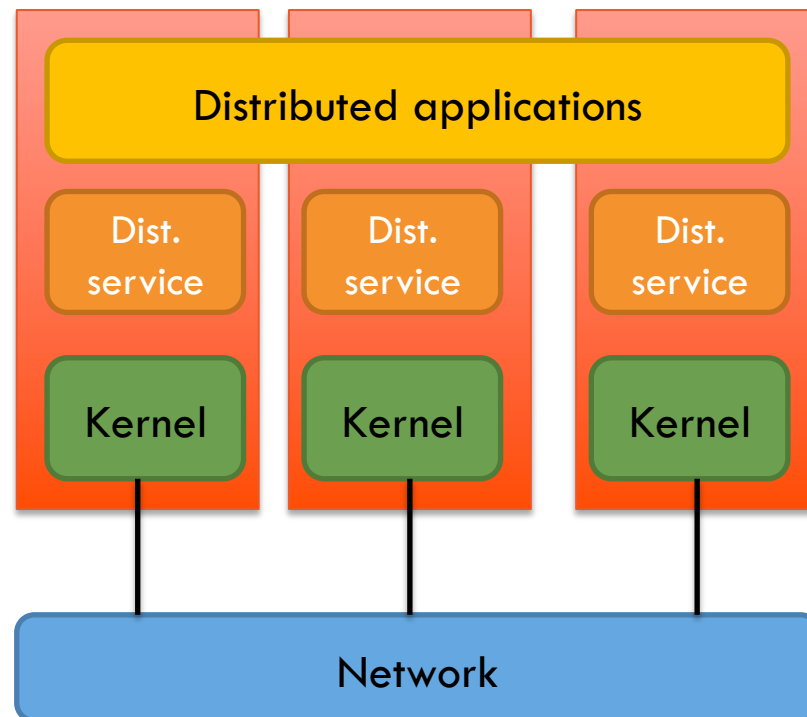 Distributed applications
Dist.
service
Dist.
service
Dist.
service
Kernel
Kernel
Kernel
Network